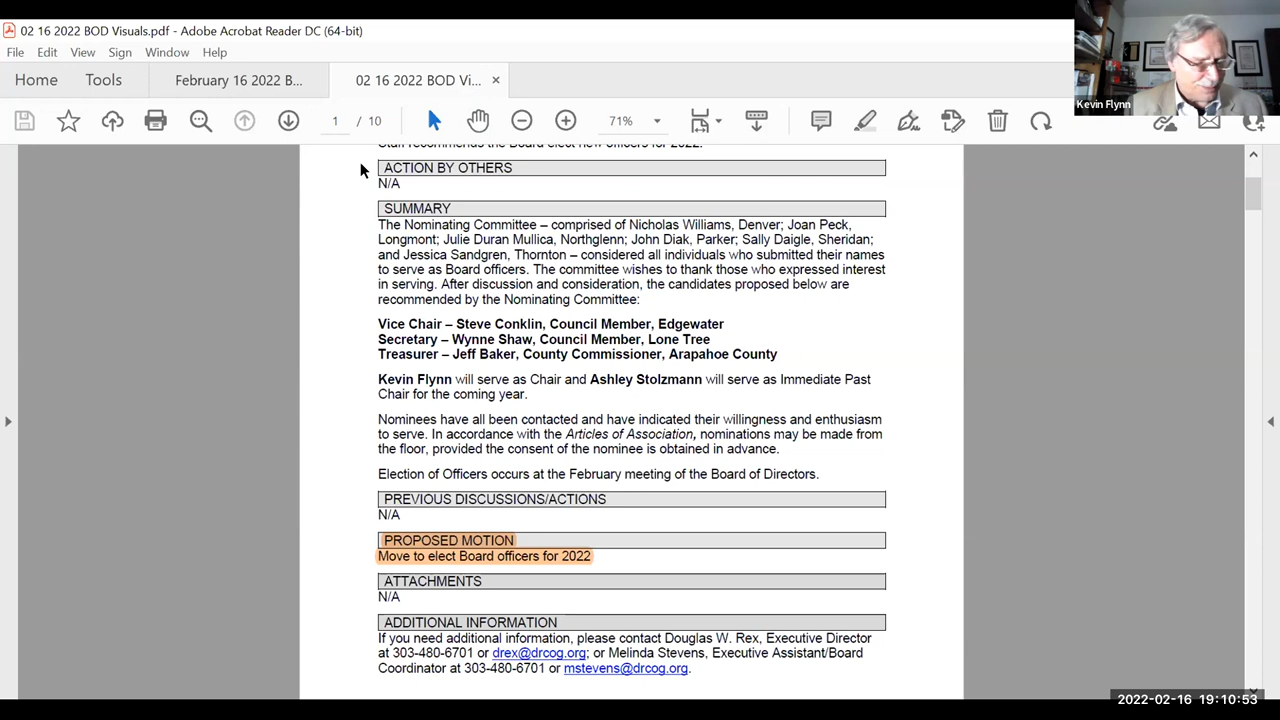 02 16 2022 BOD Visuals.pdf - Adobe Acrobat Reader DC (64-bit)
File Edit View Sign Window Help
Home Tools February 16 2022 B... 02 16 2022 BOD Vi... ×
1 / 10 71%
Kevin Flynn
Staff recommends the Board elect new officers for 2022.
ACTION BY OTHERS
N/A
SUMMARY
The Nominating Committee – comprised of Nicholas Williams, Denver; Joan Peck,
Longmont; Julie Duran Mullica, Northglenn; John Diak, Parker; Sally Daigle, Sheridan;
and Jessica Sandgren, Thornton – considered all individuals who submitted their names
to serve as Board officers. The committee wishes to thank those who expressed interest
in serving. After discussion and consideration, the candidates proposed below are
recommended by the Nominating Committee:
Vice Chair – Steve Conklin, Council Member, Edgewater
Secretary – Wynne Shaw, Council Member, Lone Tree
Treasurer – Jeff Baker, County Commissioner, Arapahoe County
Kevin Flynn will serve as Chair and Ashley Stolzmann will serve as Immediate Past
Chair for the coming year.
Nominees have all been contacted and have indicated their willingness and enthusiasm
to serve. In accordance with the Articles of Association, nominations may be made from
the floor, provided the consent of the nominee is obtained in advance.
Election of Officers occurs at the February meeting of the Board of Directors.
PREVIOUS DISCUSSIONS/ACTIONS
N/A
PROPOSED MOTION
Move to elect Board officers for 2022
ATTACHMENTS
N/A
ADDITIONAL INFORMATION
If you need additional information, please contact Douglas W. Rex, Executive Director
at 303-480-6701 or drex@drcog.org; or Melinda Stevens, Executive Assistant/Board
Coordinator at 303-480-6701 or mstevens@drcog.org.
2022-02-16 19:10:53